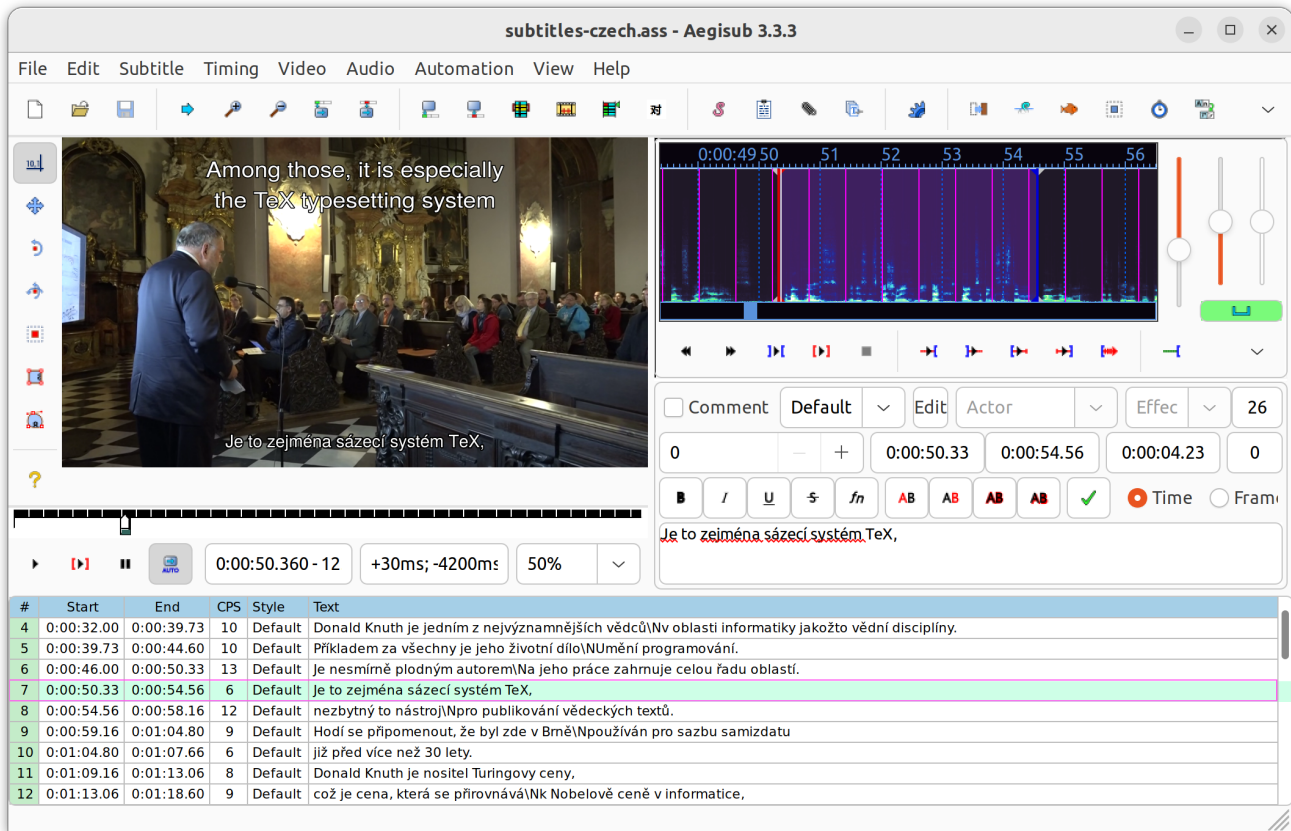 subtitles-czech.ass - Aegisub 3.3.3
File Edit Subtitle Timing Video Audio Automation View Help
对
10,1
Among those, it is especially
the TeX typesetting system
Je to zejména sázecí systém TeX,
0:00:49 50 51 52 53 54 55 56
Comment Default Edit Actor Effec 26
0 0:00:50.33 0:00:54.56 0:00:04.23 0
B I U S fn AB AB AB AB Time Frame
Je to zejména sázecí systém TeX,
AUTO 0:00:50.360 - 12 +30ms; -4200ms 50%
# Start End CPS Style Text
4 0:00:32.00 0:00:39.73 10 Default Donald Knuth je jedním z nejvýznamnějších vědců\Nv oblasti informatiky jakožto vědní disciplíny.
5 0:00:39.73 0:00:44.60 10 Default Příkladem za všechny je jeho životní dílo\NUmění programování.
6 0:00:46.00 0:00:50.33 13 Default Je nesmírně plodným autorem\Na jeho práce zahrnuje celou řadu oblastí.
7 0:00:50.33 0:00:54.56 6 Default Je to zejména sázecí systém TeX,
8 0:00:54.56 0:00:58.16 12 Default nezbytný to nástroj\Npro publikování vědeckých textů.
9 0:00:59.16 0:01:04.80 9 Default Hodí se připomenout, že byl zde v Brně\Npoužíván pro sazbu samizdatu
10 0:01:04.80 0:01:07.66 6 Default již před více než 30 lety.
11 0:01:09.16 0:01:13.06 8 Default Donald Knuth je nositel Turingovy ceny,
12 0:01:13.06 0:01:18.60 9 Default což je cena, která se přirovnává\Nk Nobelově ceně v informatice,